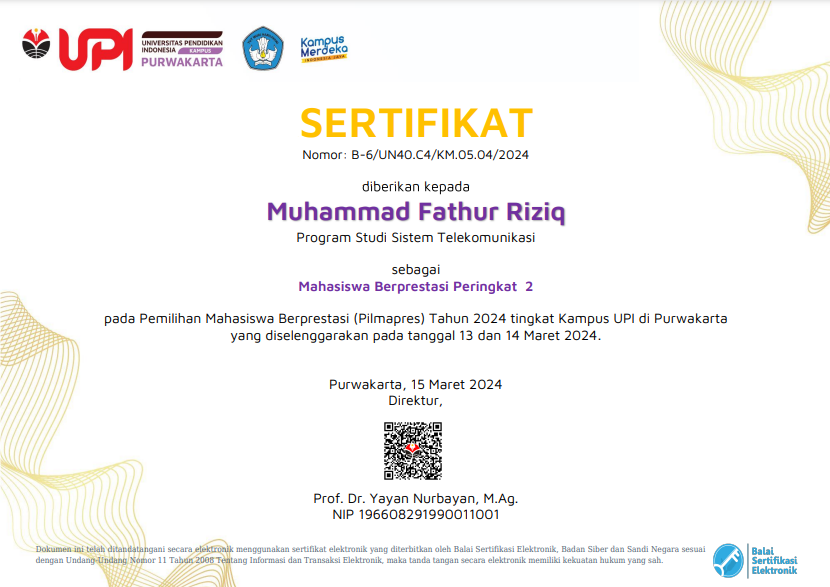 UPI
UNIVERSITAS PENDIDIKAN
INDONESIA KAMPUS
PURWAKARTA
Kampus
Merdeka
INDONESIA JAYA
SERTIFIKAT
Nomor: B-6/UN40.C4/KM.05.04/2024
diberikan kepada
Muhammad Fathur Riziq
Program Studi Sistem Telekomunikasi
sebagai
Mahasiswa Berprestasi Peringkat 2
pada Pemilihan Mahasiswa Berprestasi (Pilmapres) Tahun 2024 tingkat Kampus UPI di Purwakarta
yang diselenggarakan pada tanggal 13 dan 14 Maret 2024.
Purwakarta, 15 Maret 2024
Direktur,
Prof. Dr. Yayan Nurbayan, M.Ag.
NIP 196608291990011001
Dokumen ini telah ditandatangani secara elektronik menggunakan sertifikat elektronik yang diterbitkan oleh Balai Sertifikasi Elektronik, Badan Siber dan Sandi Negara sesuai
dengan Undang-Undang Nomor 11 Tahun 2008 Tentang Informasi dan Transaksi Elektronik, maka tanda tangan secara elektronik memiliki kekuatan hukum yang sah.
Balai
Sertifikasi
Elektronik